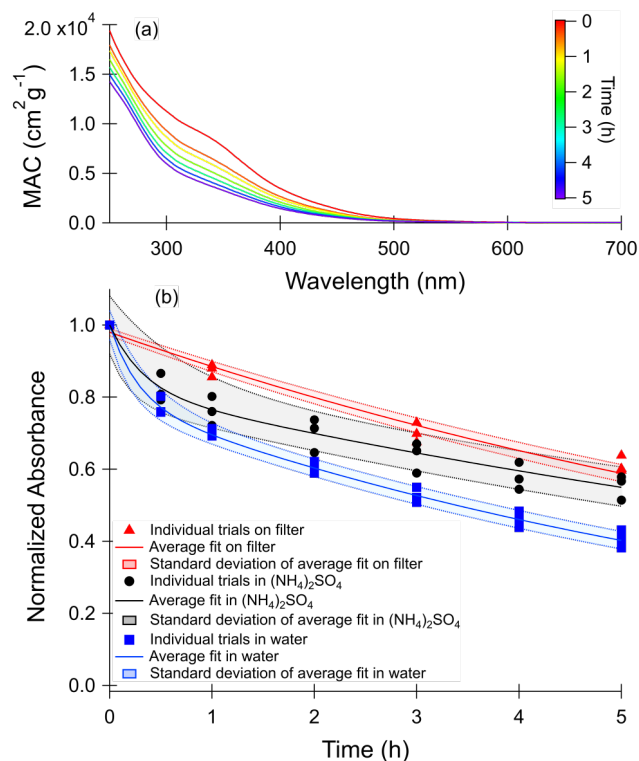 2.0 x10⁴
1.5
1.0
0.5
0.0
MAC (cm² g⁻¹)
(a)
0
1
2
3
4
5
Time (h)
300
400
500
600
700
Wavelength (nm)
(b)
1.0
0.8
0.6
0.4
0.2
0.0
Normalized Absorbance
Individual trials on filter
Average fit on filter
Standard deviation of average fit on filter
Individual trials in (NH₄)₂SO₄
Average fit in (NH₄)₂SO₄
Standard deviation of average fit in (NH₄)₂SO₄
Individual trials in water
Average fit in water
Standard deviation of average fit in water
0
1
2
3
4
5
Time (h)